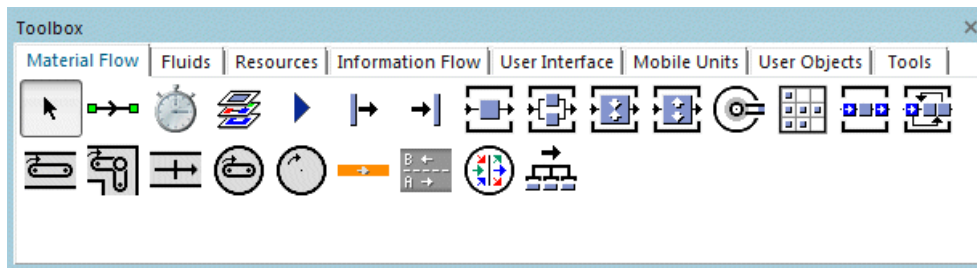 Toolbox
Material Flow Fluids Resources Information Flow User Interface Mobile Units User Objects Tools
B
A